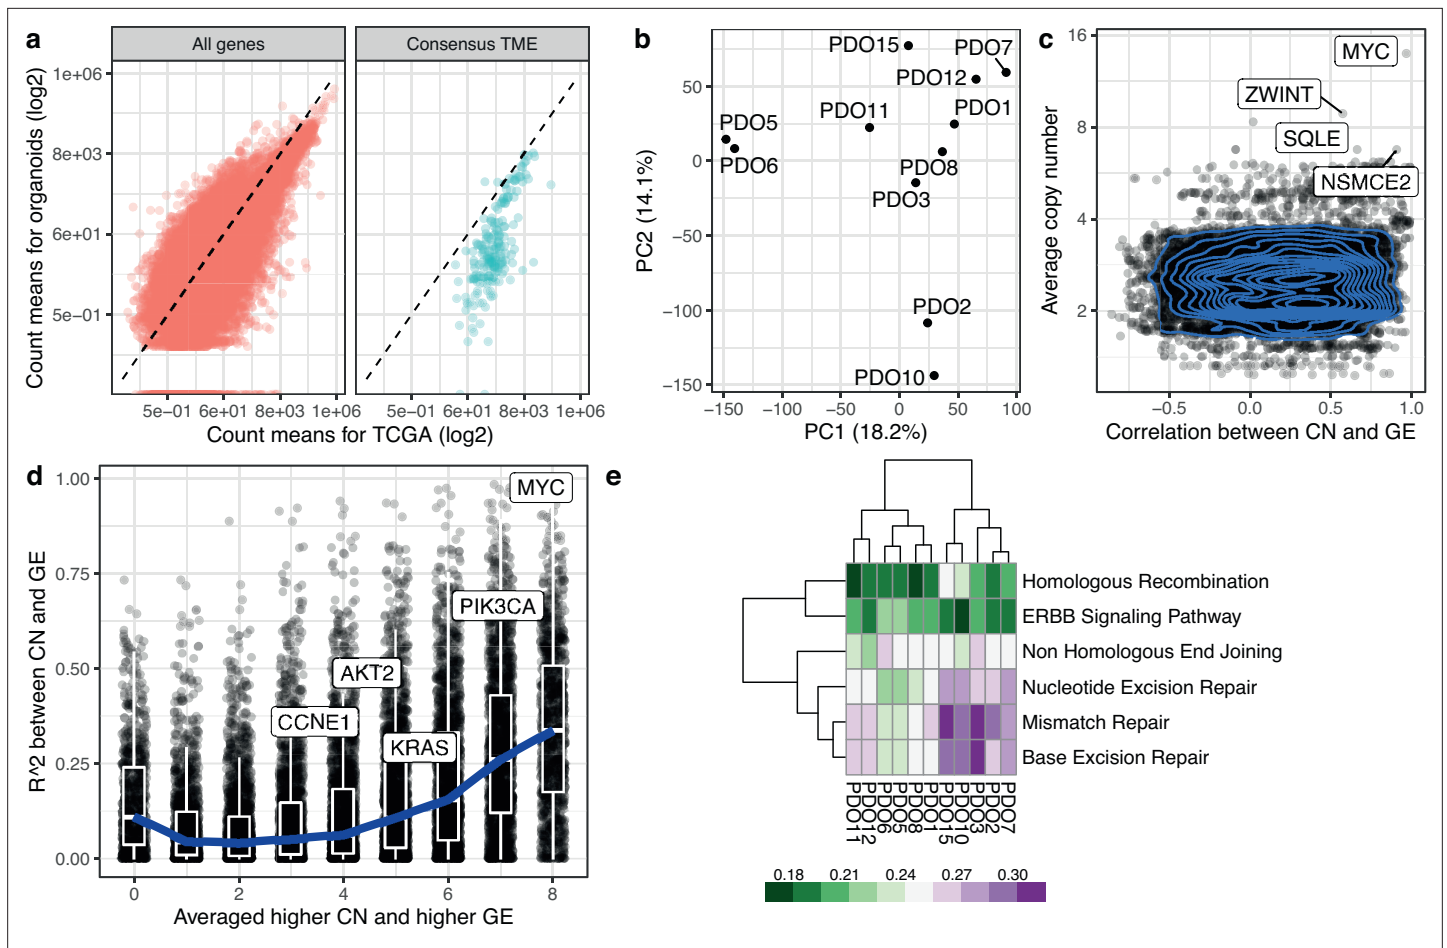 a
All genes
Consensus TME
Count means for organoids (log2)
1e+06
8e+03
6e+01
5e−01
5e−01
6e+01
8e+03
1e+06
5e−01
6e+01
8e+03
1e+06
Count means for TCGA (log2)
b
PC2 (14.1%)
50
0
−50
−100
−150
PDO15
PDO7
PDO12
PDO11
PDO1
PDO5
PDO6
PDO8
PDO3
PDO2
PDO10
−150
−100
−50
0
50
100
PC1 (18.2%)
c
Average copy number
16
8
4
2
MYC
ZWINT
SQLE
NSMCE2
−0.5
0.0
0.5
1.0
Correlation between CN and GE
d
R^2 between CN and GE
1.00
0.75
0.50
0.25
0.00
MYC
PIK3CA
AKT2
CCNE1
KRAS
0
2
4
6
8
Averaged higher CN and higher GE
e
Homologous Recombination
ERBB Signaling Pathway
Non Homologous End Joining
Nucleotide Excision Repair
Mismatch Repair
Base Excision Repair
PDO11
PDO12
PDO6
PDO5
PDO8
PDO1
PDO15
PDO10
PDO3
PDO2
PDO7
0.18
0.21
0.24
0.27
0.30